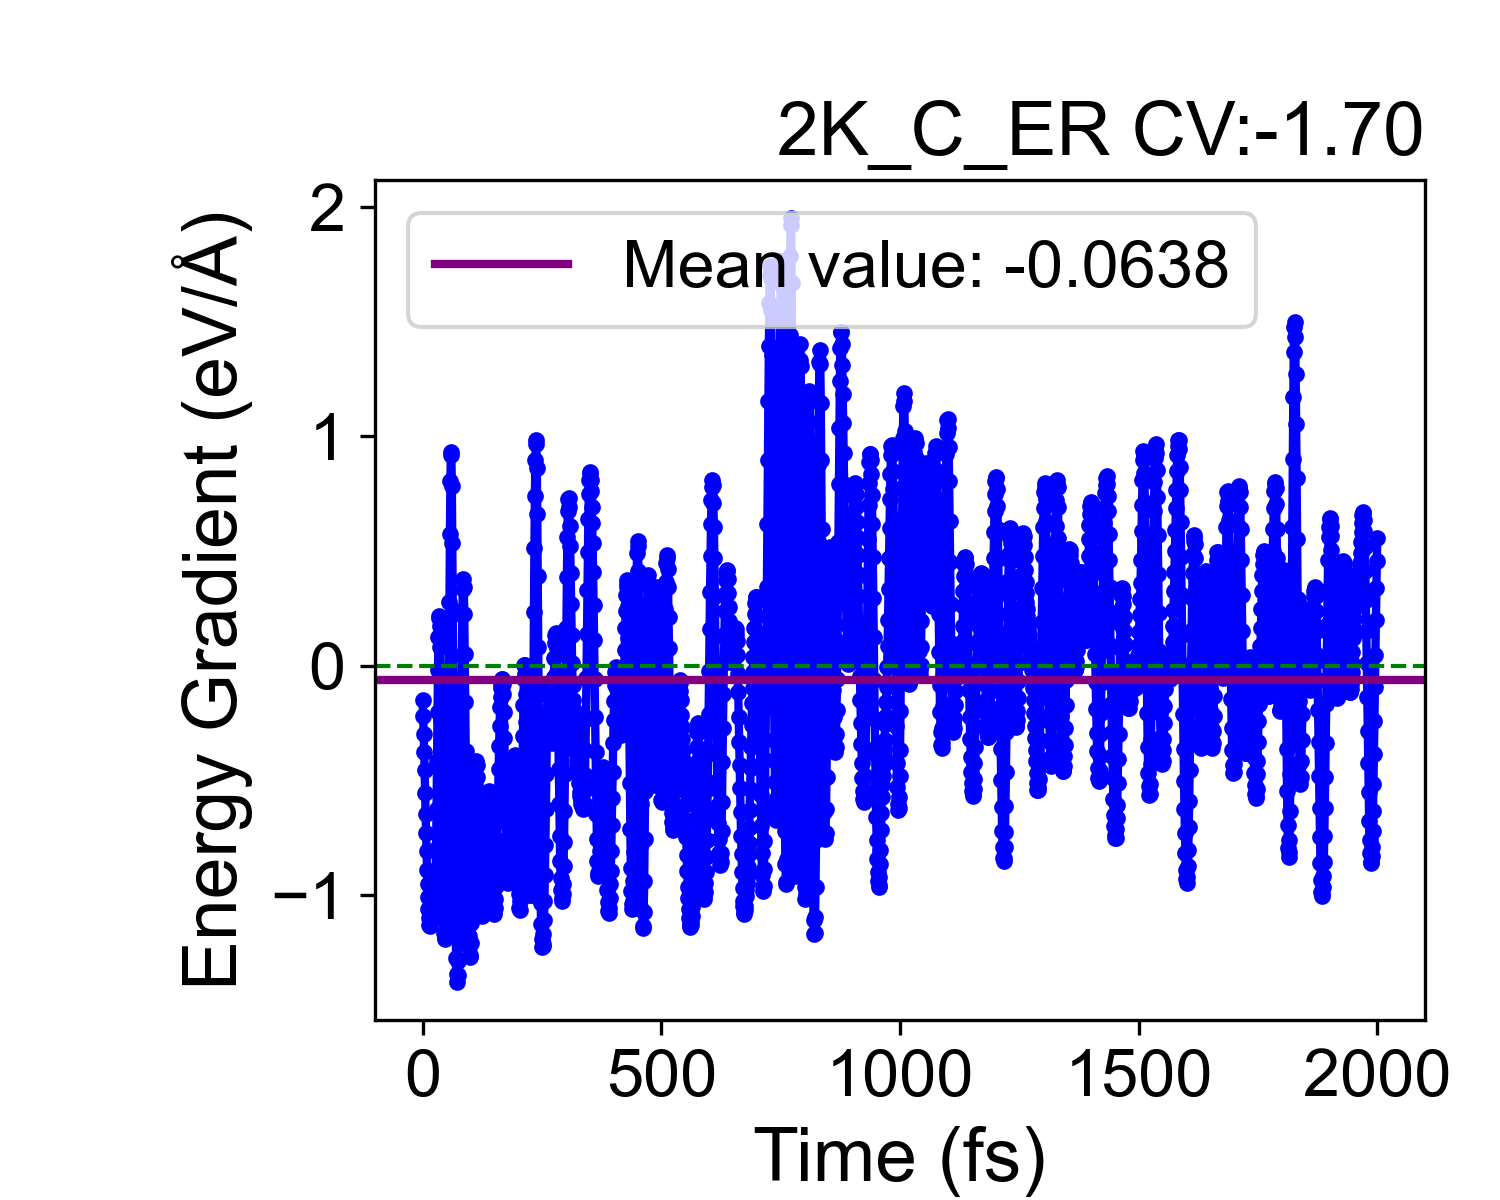 2K_C_ER CV:-1.70
Mean value: -0.0638
Energy Gradient (eV/Å)
2
1
0
−1
0 500 1000 1500 2000
Time (fs)